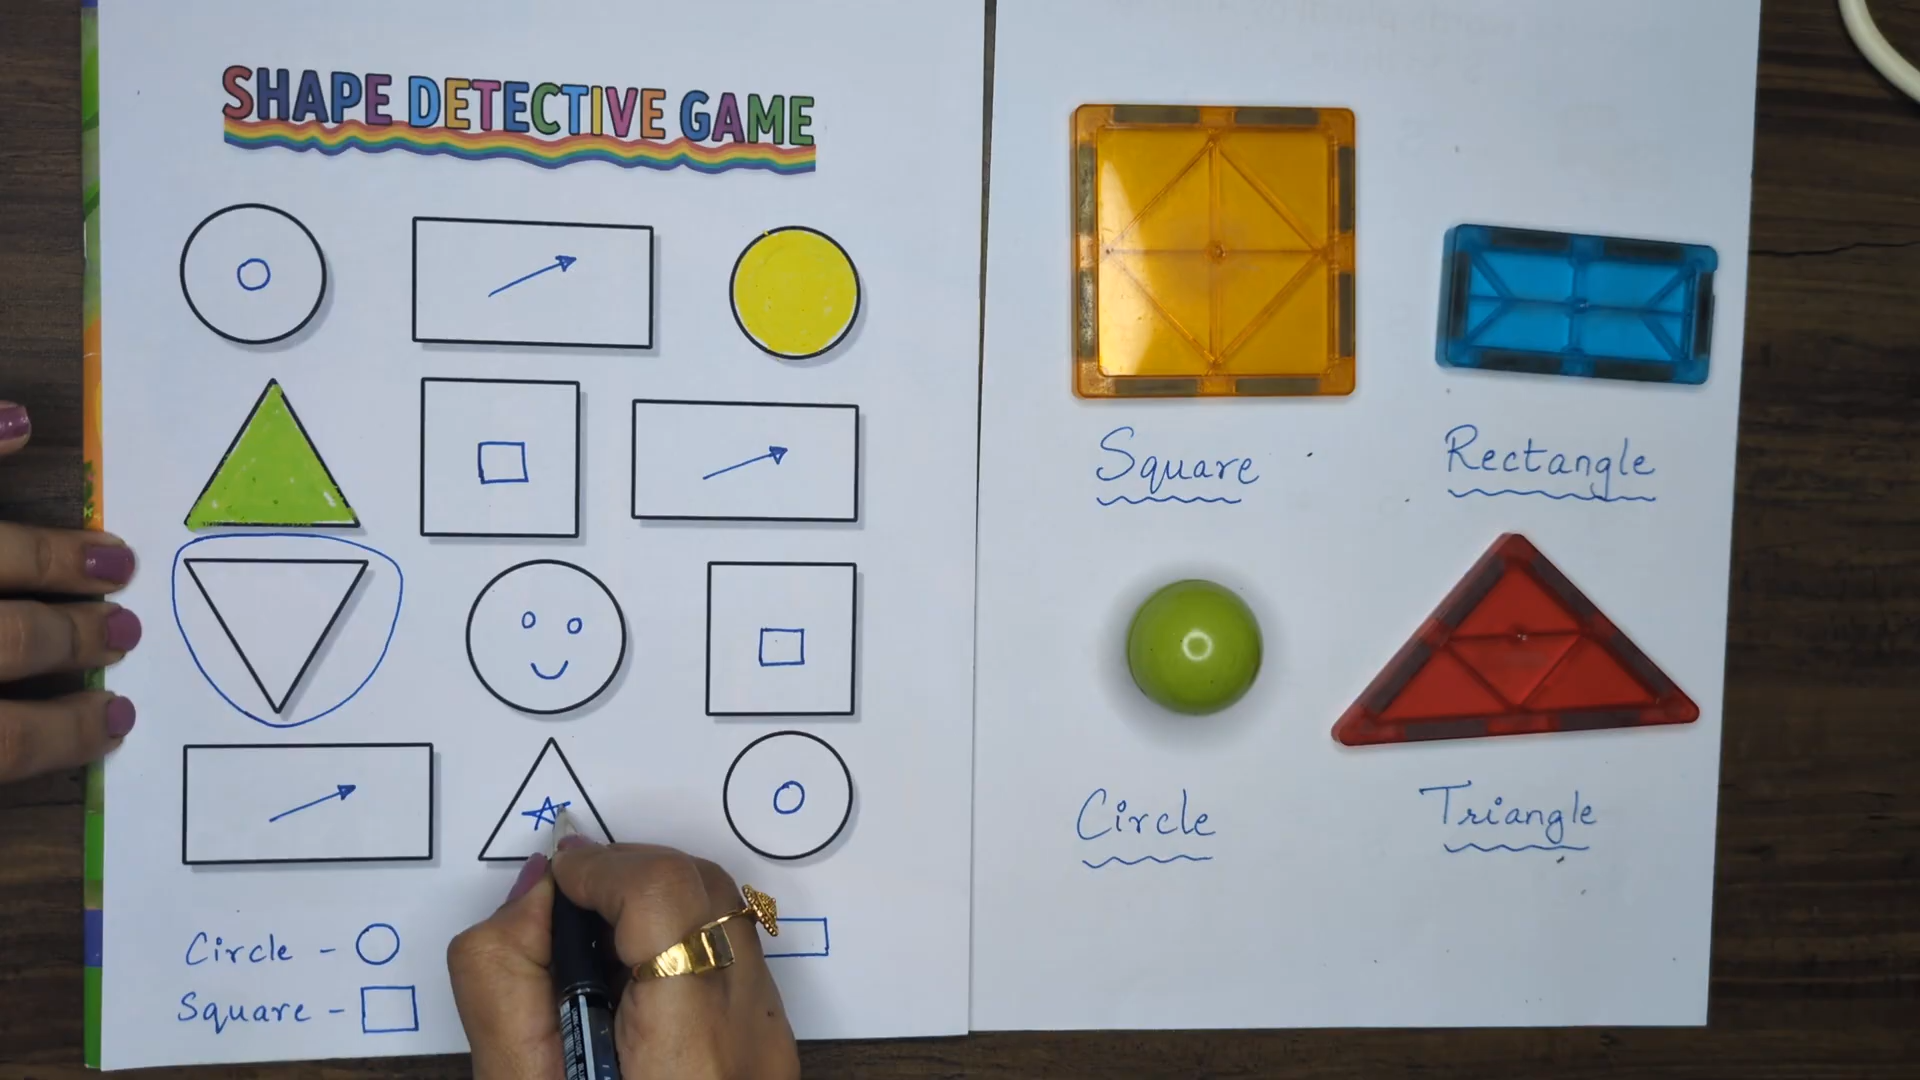 SHAPE DETECTIVE GAME
Square
Rectangle
Circle
Triangle
Circle -
Square -